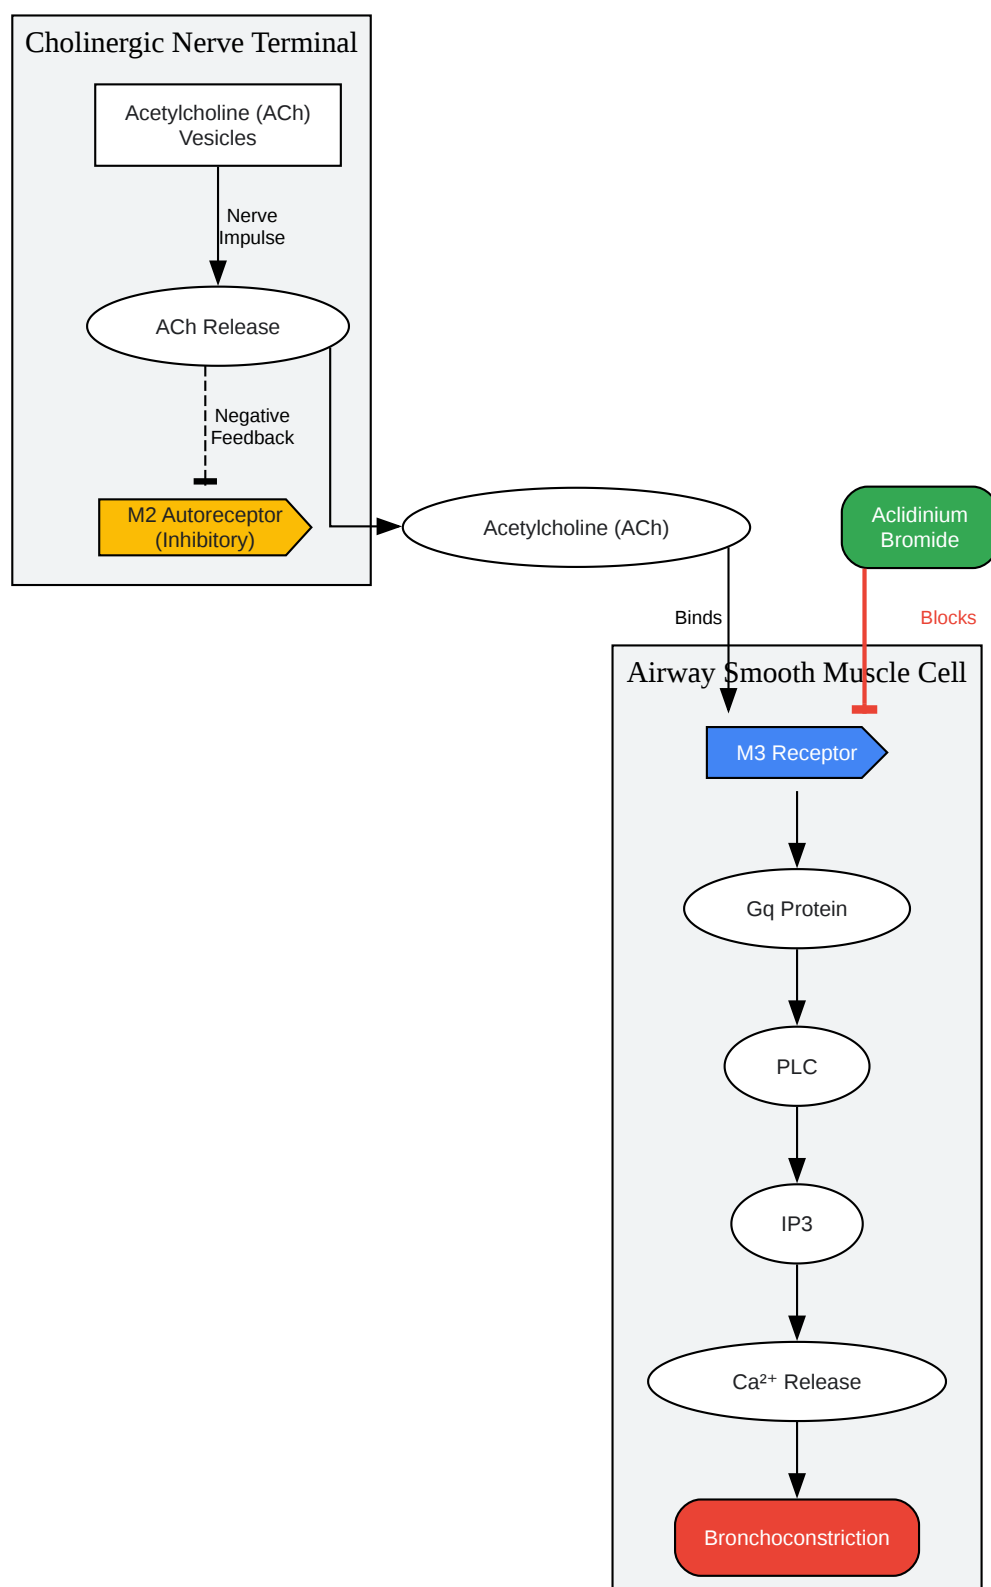 Cholinergic Nerve Terminal
Acetylcholine (ACh)
Vesicles
Nerve
Impulse
ACh Release
Negative
Feedback
M2 Autoreceptor
(Inhibitory)
Acetylcholine (ACh)
Aclidinium
Bromide
Binds
Blocks
Airway Smooth Muscle Cell
M3 Receptor
Gq Protein
PLC
IP3
Ca²⁺ Release
Bronchoconstriction